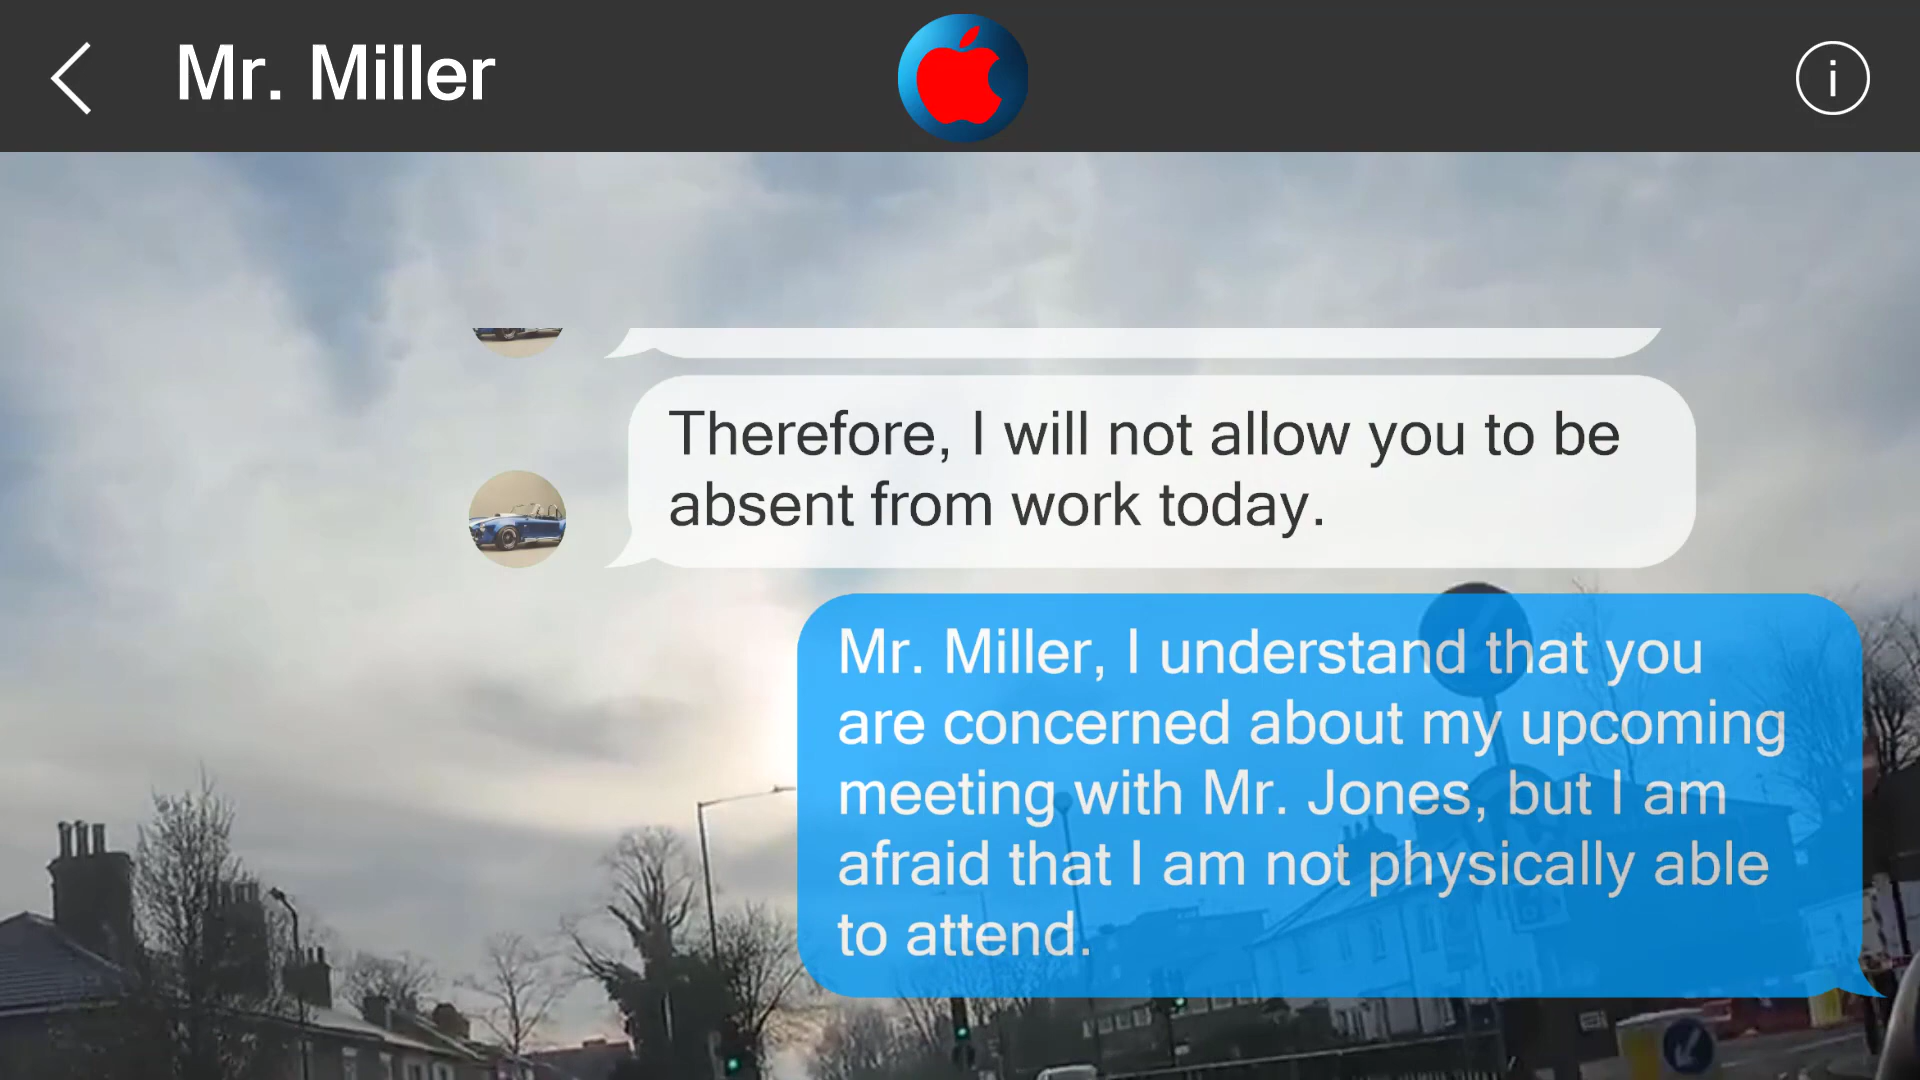 Mr. Miller
Therefore, I will not allow you to be
absent from work today.
Mr. Miller, I understand that you
are concerned about my upcoming
meeting with Mr. Jones, but I am
afraid that I am not physically able
to attend.